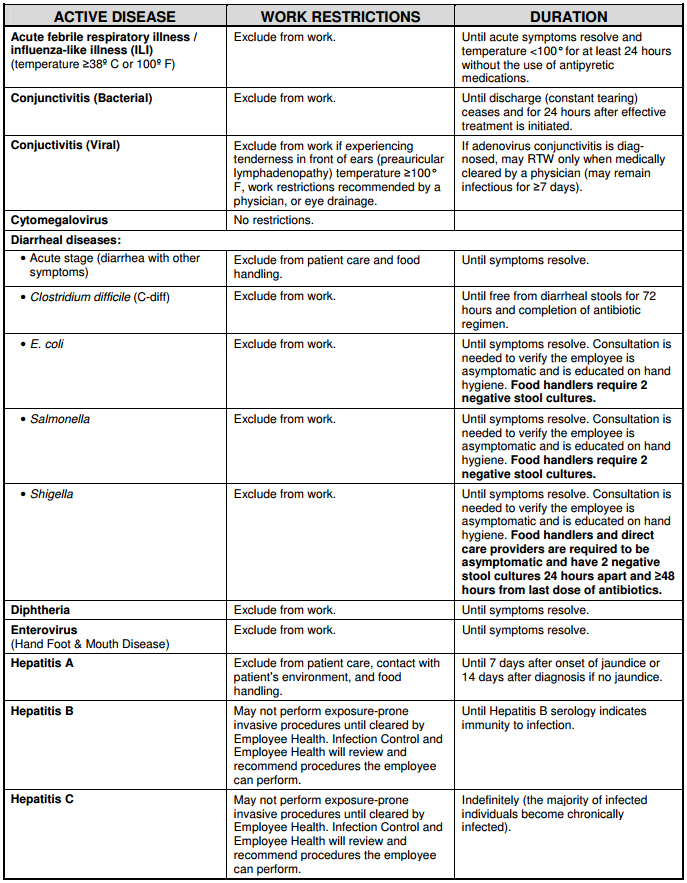 ACTIVE DISEASE WORK RESTRICTIONS DURATION
Acute febrile respiratory illness /
influenza-like illness (ILI)
(temperature ≥38º C or 100º F)
Exclude from work.
Until acute symptoms resolve and
temperature <100° for at least 24 hours
without the use of antipyretic
medications.
Conjunctivitis (Bacterial)
Exclude from work.
Until discharge (constant tearing)
ceases and for 24 hours after effective
treatment is initiated.
Conjuctivitis (Viral)
Exclude from work if experiencing
tenderness in front of ears (preauricular
lymphadenopathy) temperature ≥100°
F, work restrictions recommended by a
physician, or eye drainage.
If adenovirus conjunctivitis is diag-
nosed, may RTW only when medically
cleared by a physician (may remain
infectious for ≥7 days).
Cytomegalovirus
No restrictions.
Diarrheal diseases:
• Acute stage (diarrhea with other
symptoms)
Exclude from patient care and food
handling.
Until symptoms resolve.
• Clostridium difficile (C-diff)
Exclude from work.
Until free from diarrheal stools for 72
hours and completion of antibiotic
regimen.
• E. coli
Exclude from work.
Until symptoms resolve. Consultation is
needed to verify the employee is
asymptomatic and is educated on hand
hygiene. Food handlers require 2
negative stool cultures.
• Salmonella
Exclude from work.
Until symptoms resolve. Consultation is
needed to verify the employee is
asymptomatic and is educated on hand
hygiene. Food handlers require 2
negative stool cultures.
• Shigella
Exclude from work.
Until symptoms resolve. Consultation is
needed to verify the employee is
asymptomatic and is educated on hand
hygiene. Food handlers and direct
care providers are required to be
asymptomatic and have 2 negative
stool cultures 24 hours apart and ≥48
hours from last dose of antibiotics.
Diphtheria
Exclude from work.
Until symptoms resolve.
Enterovirus
(Hand Foot & Mouth Disease)
Exclude from work.
Until symptoms resolve.
Hepatitis A
Exclude from patient care, contact with
patient's environment, and food
handling.
Until 7 days after onset of jaundice or
14 days after diagnosis if no jaundice.
Hepatitis B
May not perform exposure-prone
invasive procedures until cleared by
Employee Health. Infection Control and
Employee Health will review and
recommend procedures the employee
can perform.
Until Hepatitis B serology indicates
immunity to infection.
Hepatitis C
May not perform exposure-prone
invasive procedures until cleared by
Employee Health. Infection Control and
Employee Health will review and
recommend procedures the employee
can perform.
Indefinitely (the majority of infected
individuals become chronically
infected).